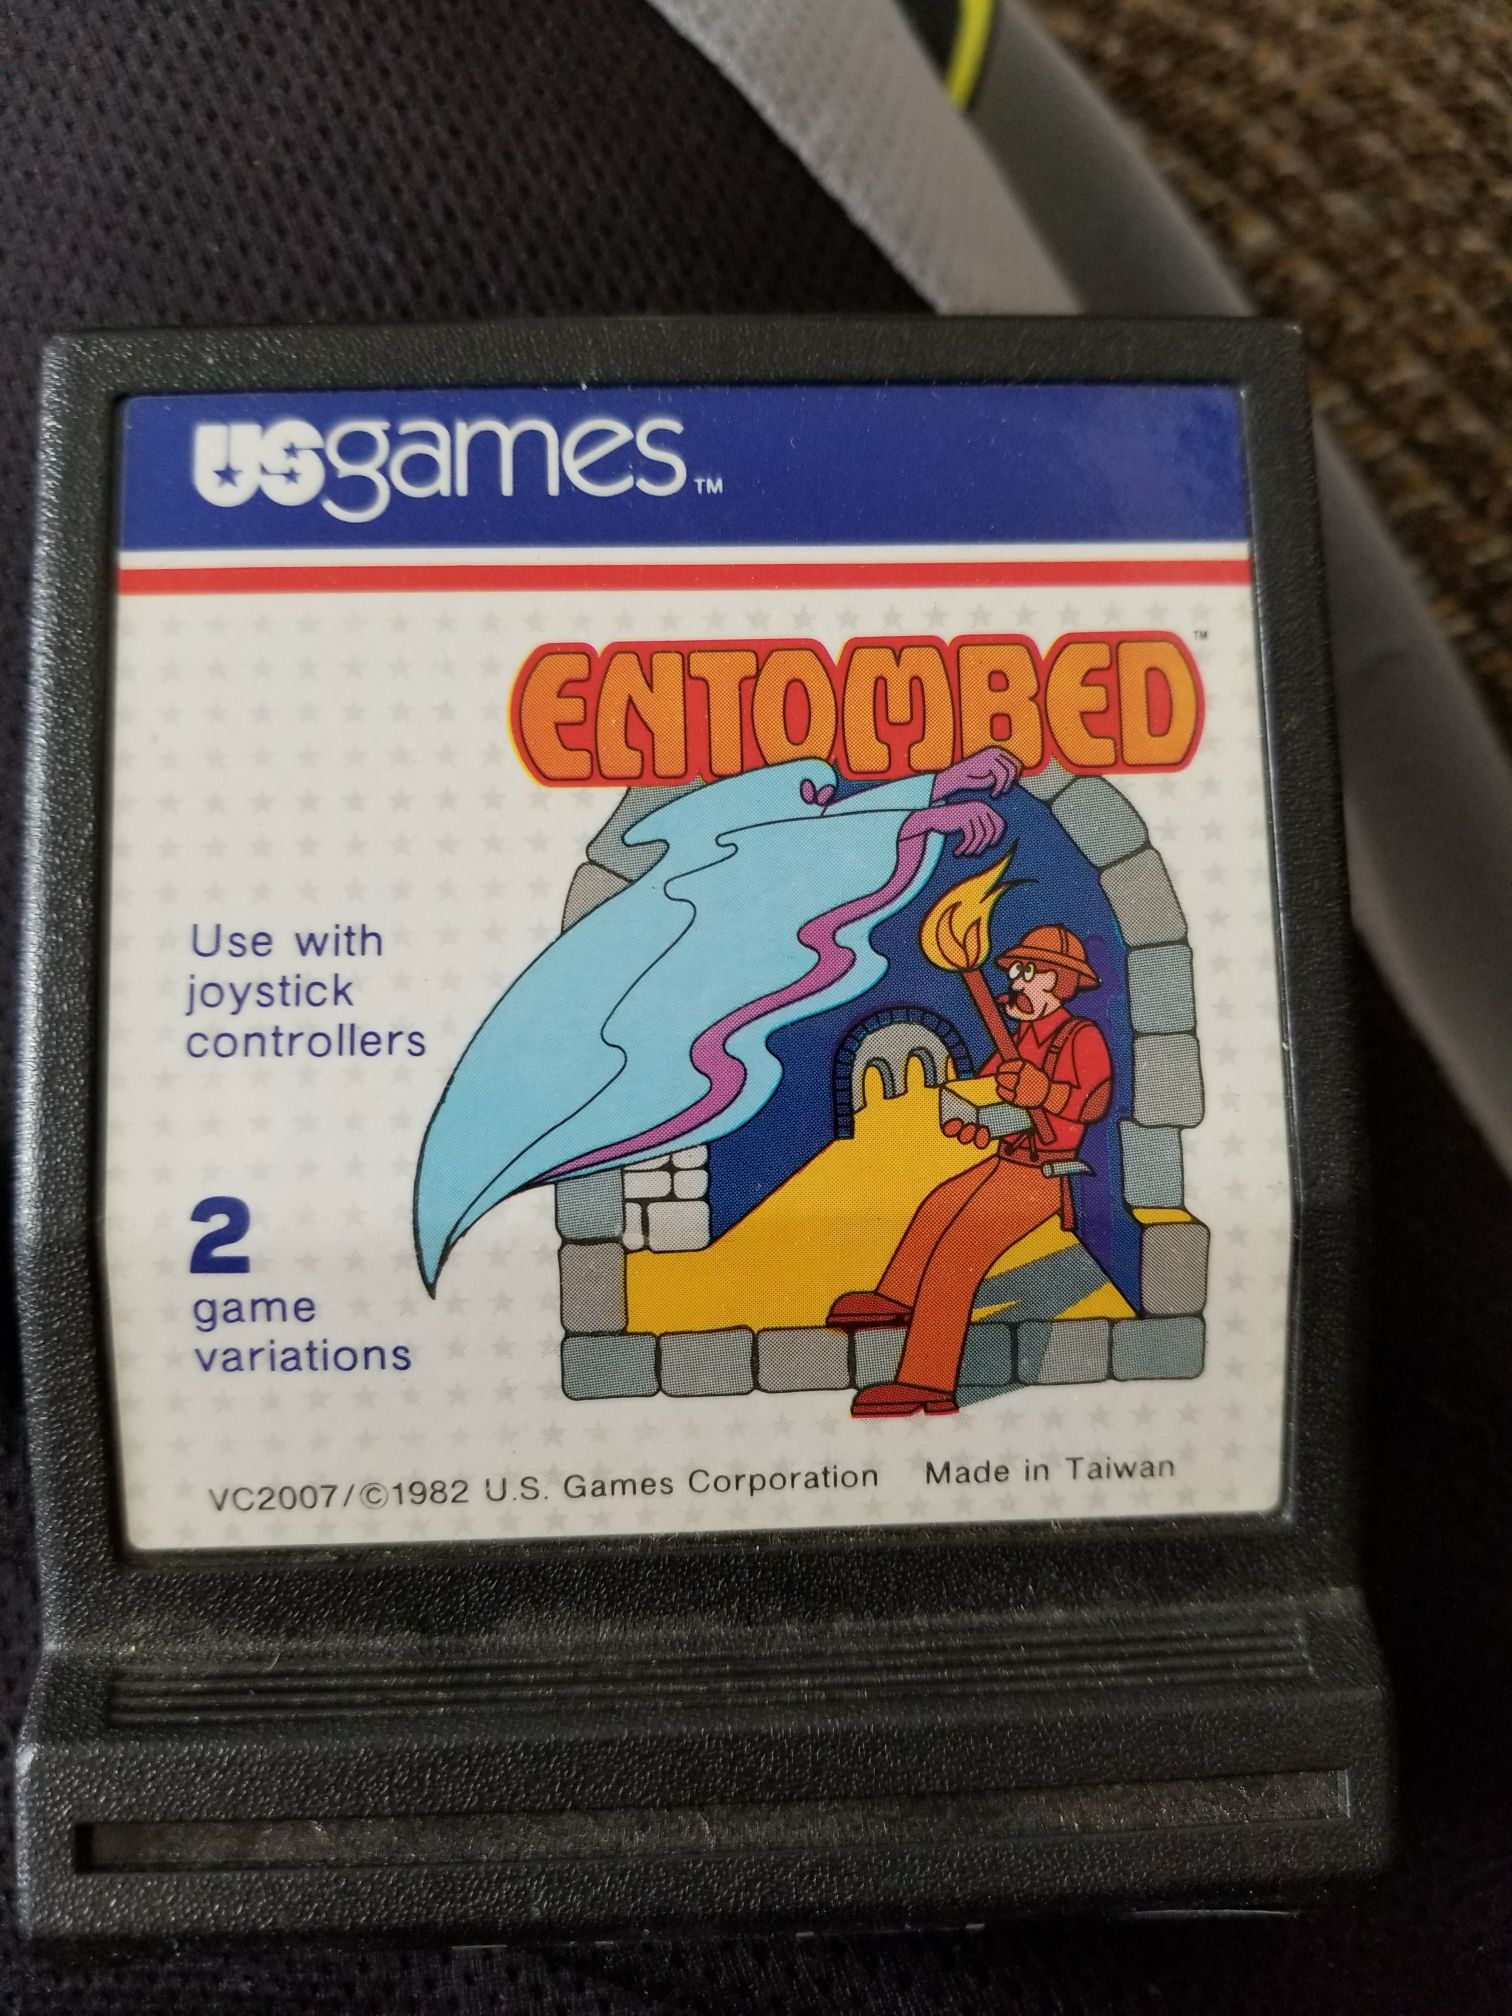 usgames™
ENTOMBED™
Use with
joystick
controllers
2
game
variations
VC2007/©1982 U.S. Games Corporation Made in Taiwan